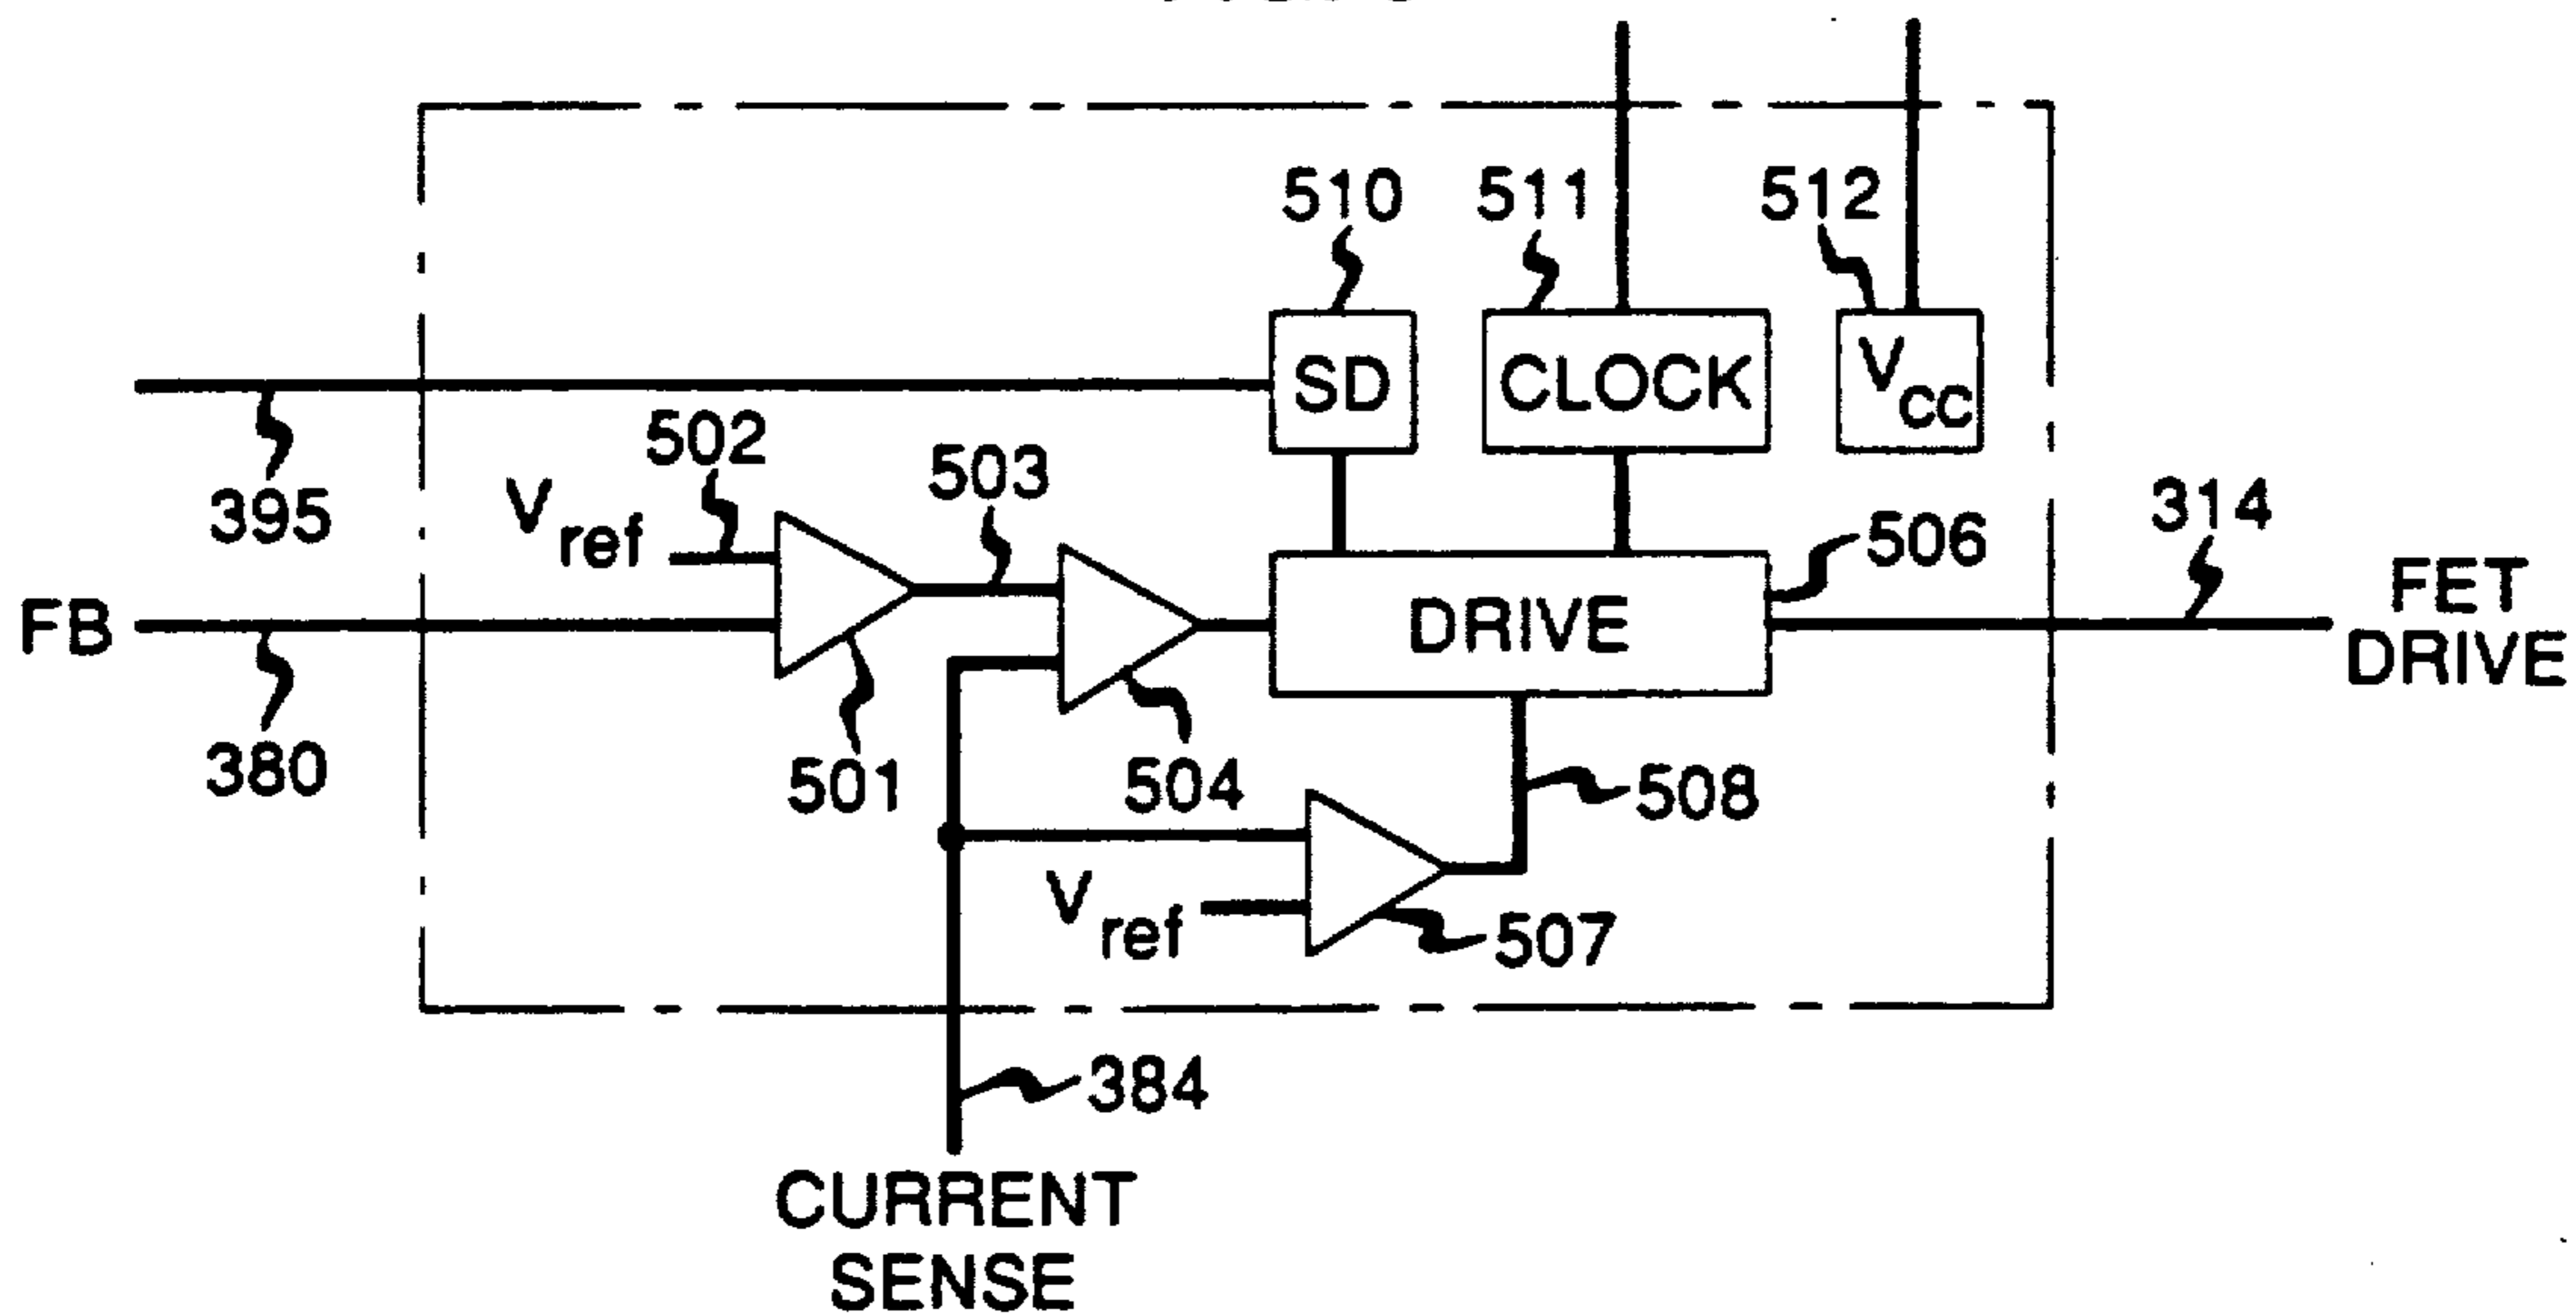 510
511
512
SD
CLOCK
Vcc
395
502
Vref
503
314
506
FB
DRIVE
FET
DRIVE
380
501
504
508
Vref
507
384
CURRENT
SENSE